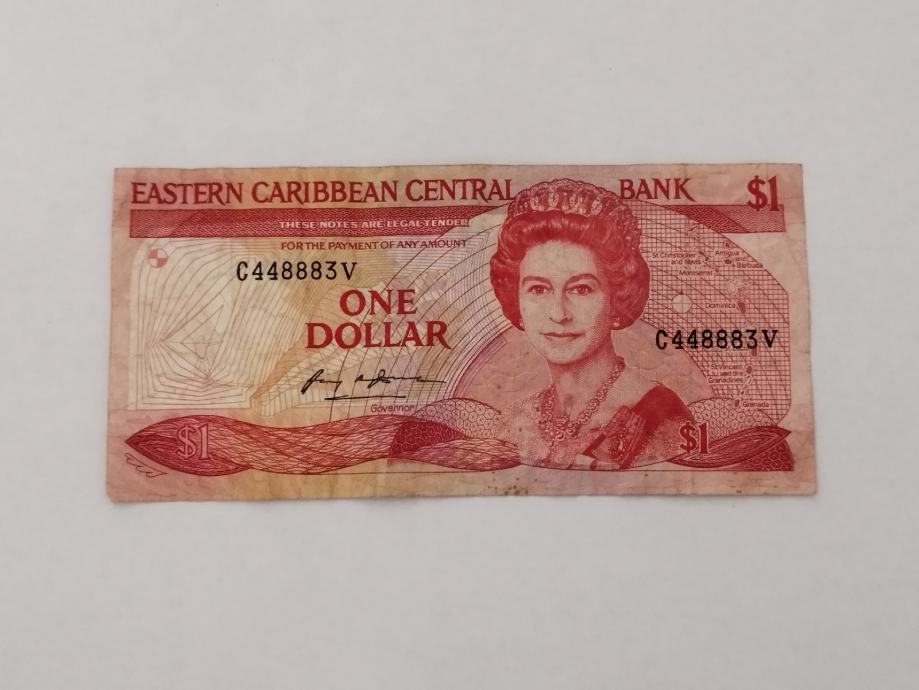 EASTERN CARIBBEAN CENTRAL BANK $1
THESE NOTES ARE LEGAL TENDER
FOR THE PAYMENT OF ANY AMOUNT
C448883V
ONE
DOLLAR
Governor
$1
St Christopher
and Nevis
Antigua
and
Barbuda
Montserrat
Dominica
C448883V
St Vincent
and the
Grenadines
Grenada
$1